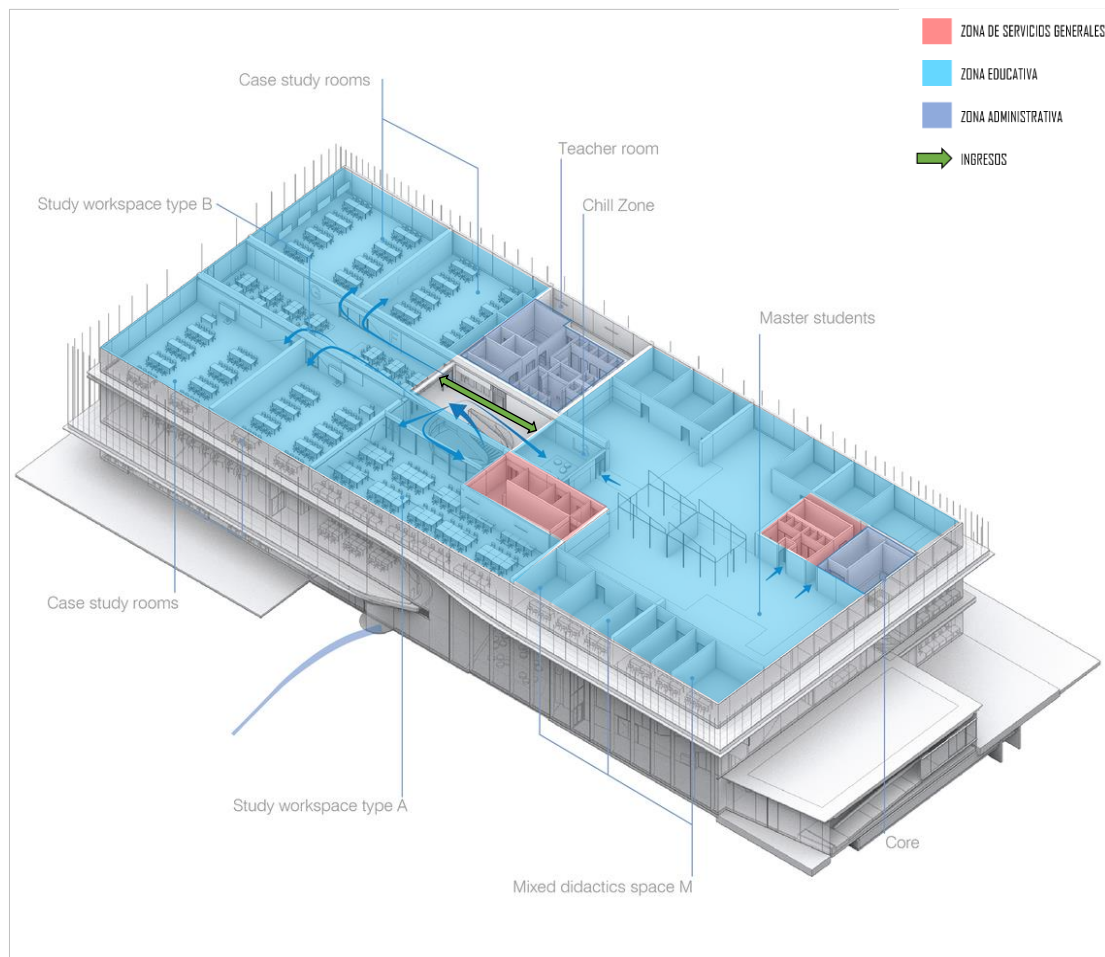 ZONA DE SERVICIOS GENERALES
ZONA EDUCATIVA
ZONA ADMINISTRATIVA
INGRESOS
Case study rooms
Teacher room
Study workspace type B
Chill Zone
Master students
Case study rooms
Study workspace type A
Core
Mixed didactics space M